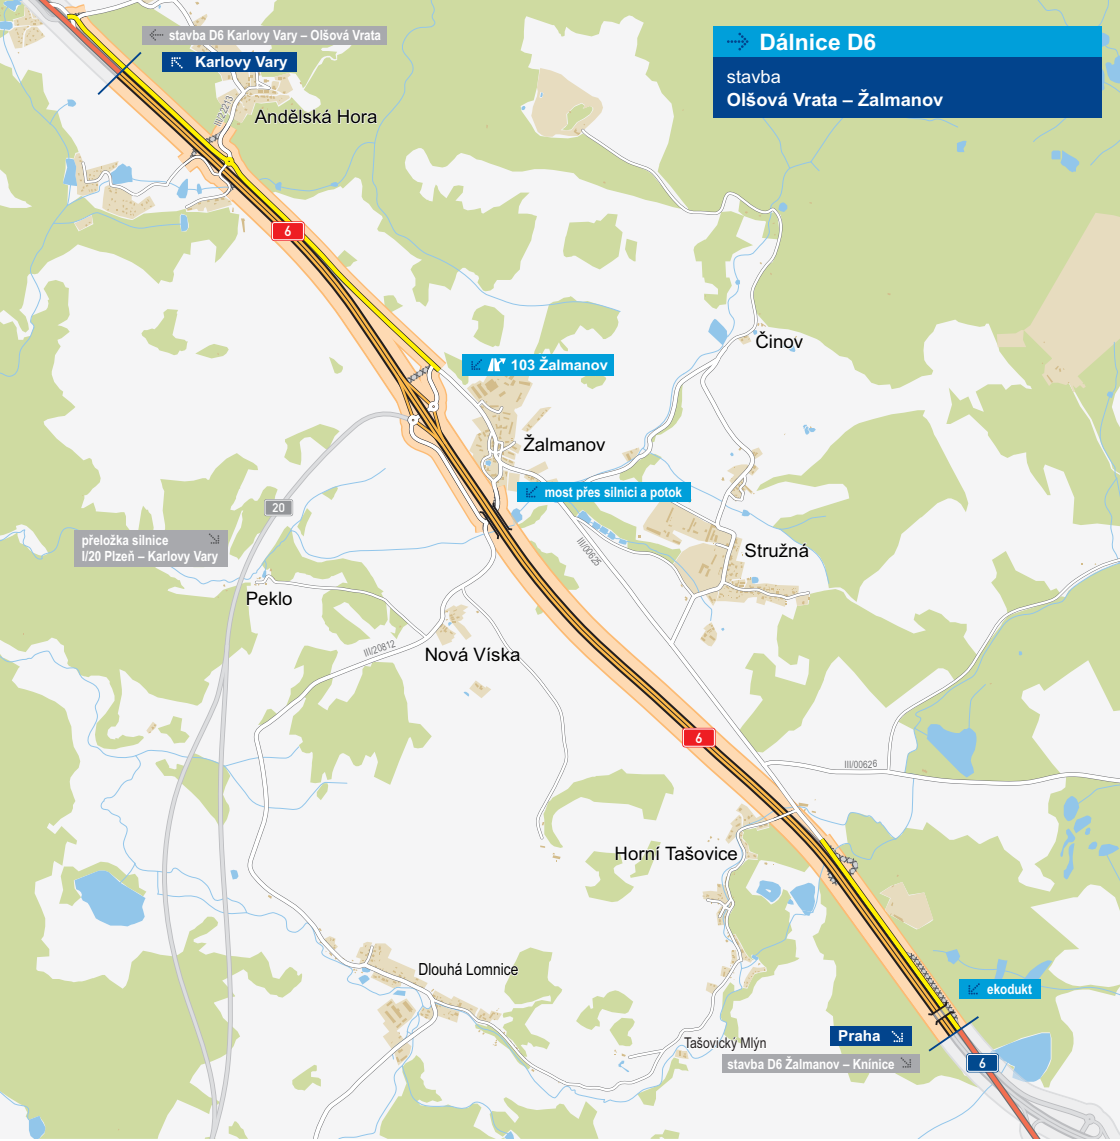 stavba D6 Karlovy Vary – Olšová Vrata
Karlovy Vary
Dálnice D6
stavba
Olšová Vrata – Žalmanov
III/22213
Andělská Hora
6
Činov
103 Žalmanov
Žalmanov
most přes silnici a potok
20
přeložka silnice
I/20 Plzeň – Karlovy Vary
III/00625
Stružná
Peklo
III/20812
Nová Víska
6
III/00626
Horní Tašovice
Dlouhá Lomnice
ekodukt
Praha
Tašovický Mlýn
stavba D6 Žalmanov – Knínice
6